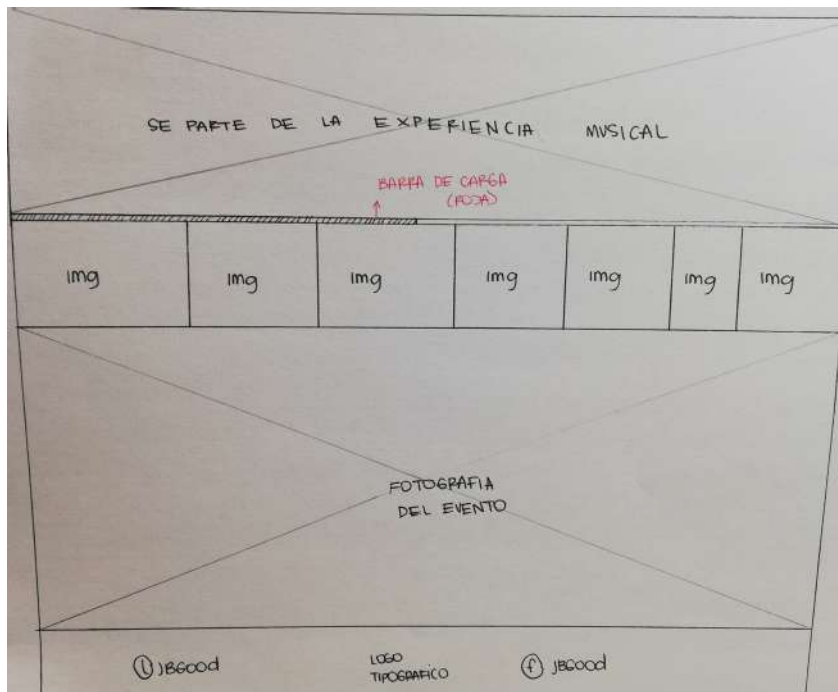 SE PARTE DE LA EXPERIENCIA MUSICAL
BARRA DE CARGA
(ROJA)
img img img img img img img
FOTOGRAFIA
DEL EVENTO
JBGOOd
LOGO
TIPOGRAFICO
f JBGOOd